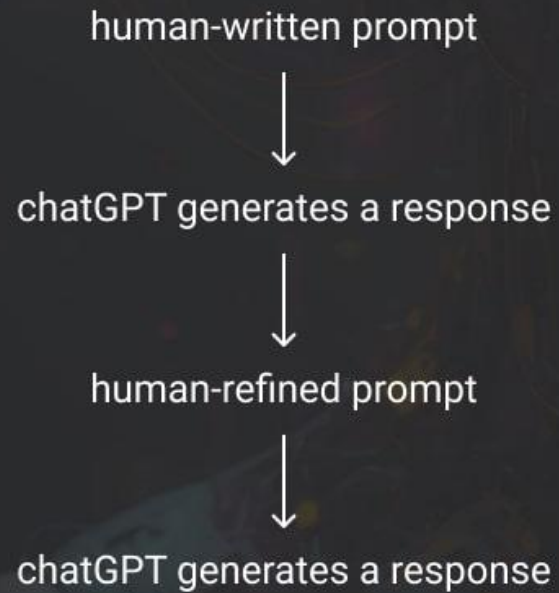 human-written prompt
chatGPT generates a response
human-refined prompt
chatGPT generates a response